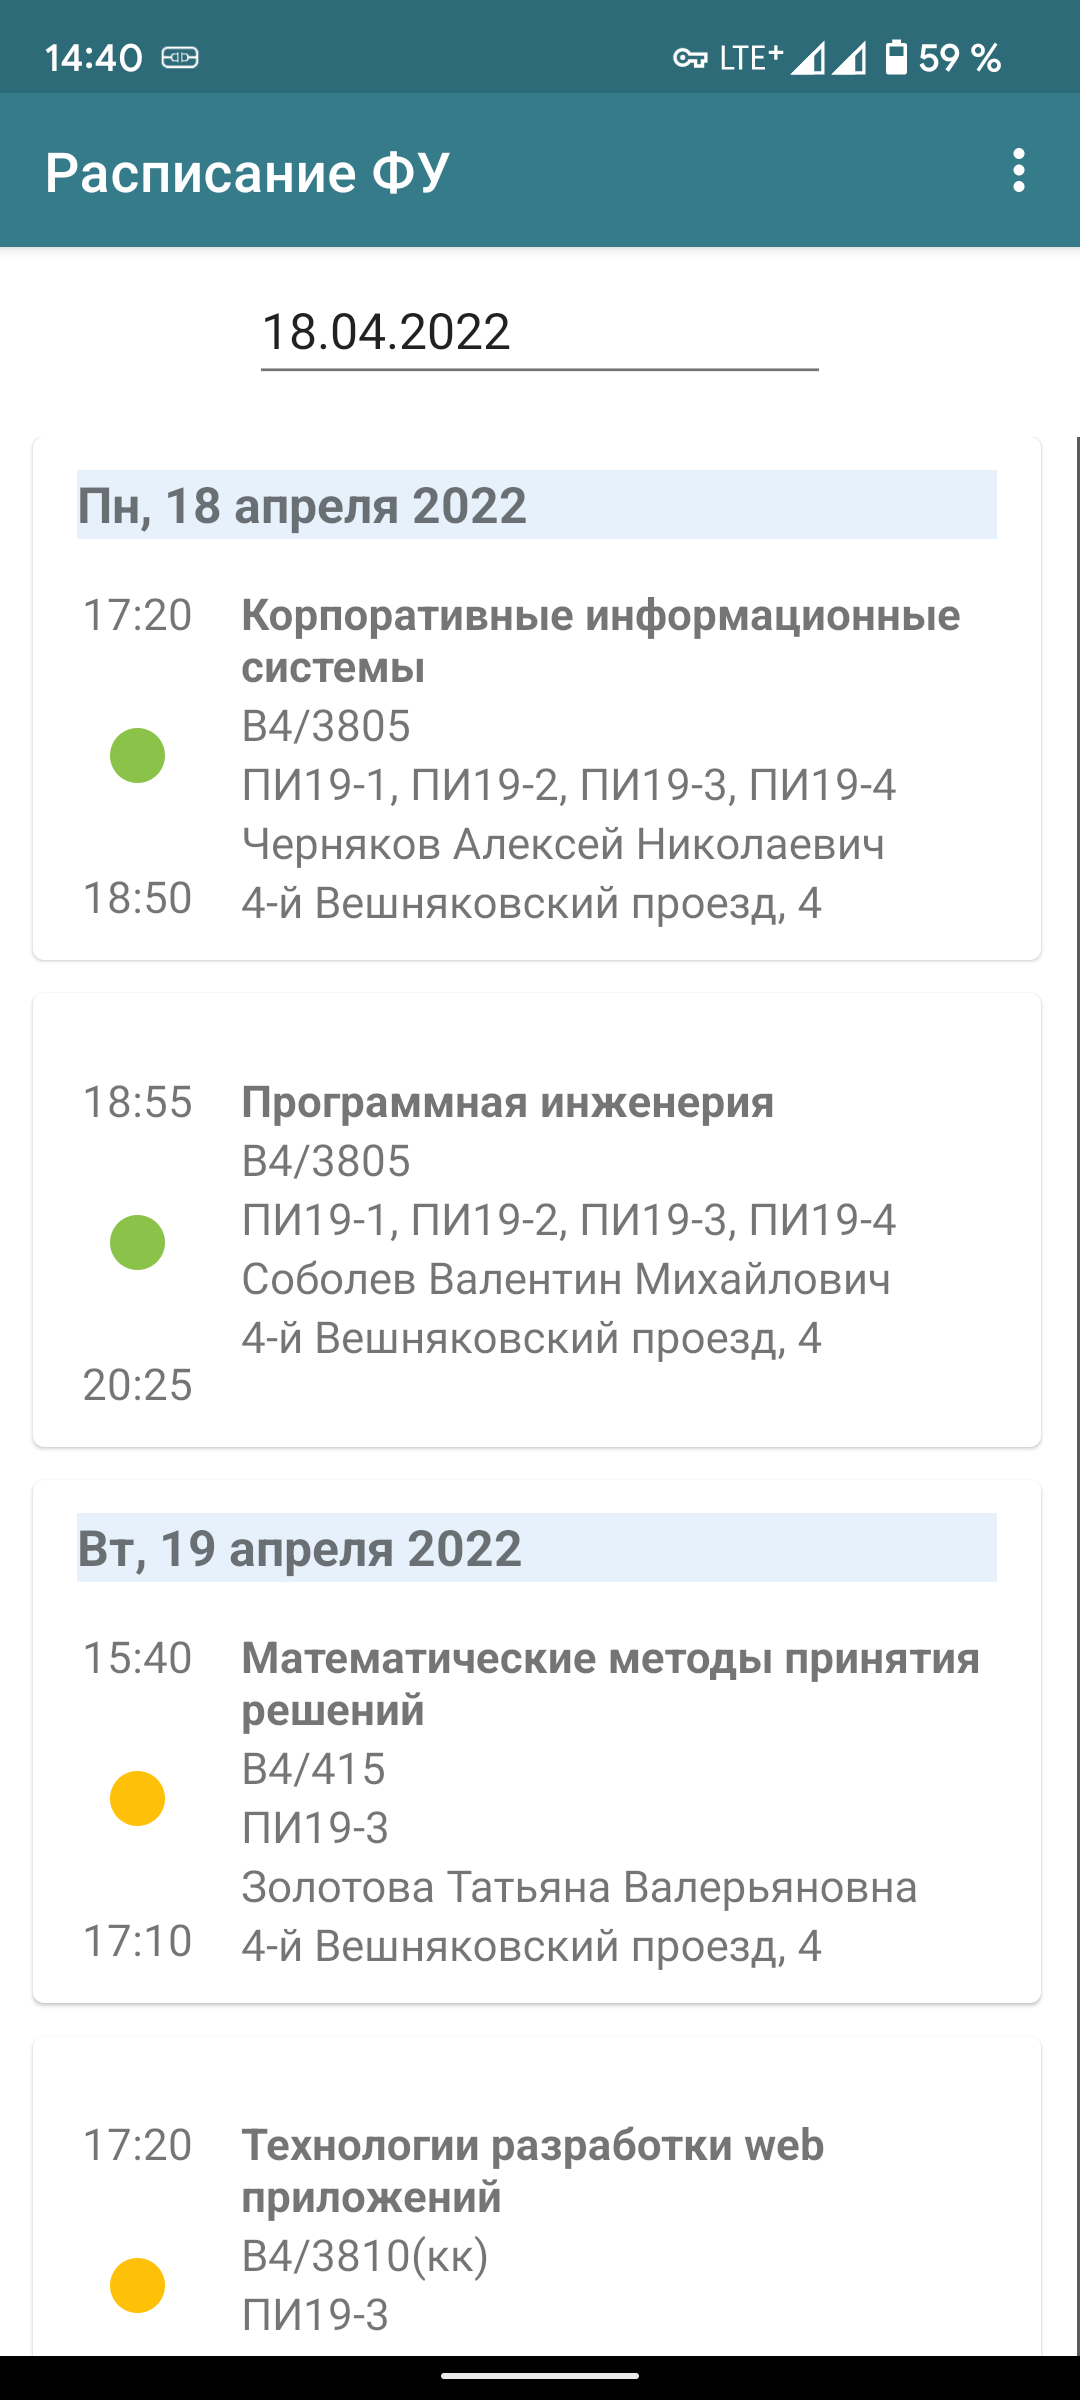 14:40
LTE+ 59 %
Расписание ФУ
18.04.2022
Пн, 18 апреля 2022
17:20
Корпоративные информационные
системы
В4/3805
ПИ19-1, ПИ19-2, ПИ19-3, ПИ19-4
Черняков Алексей Николаевич
18:50
4-й Вешняковский проезд, 4
18:55
Программная инженерия
В4/3805
ПИ19-1, ПИ19-2, ПИ19-3, ПИ19-4
Соболев Валентин Михайлович
4-й Вешняковский проезд, 4
20:25
Вт, 19 апреля 2022
15:40
Математические методы принятия
решений
В4/415
ПИ19-3
Золотова Татьяна Валерьяновна
17:10
4-й Вешняковский проезд, 4
17:20
Технологии разработки web
приложений
В4/3810(кк)
ПИ19-3